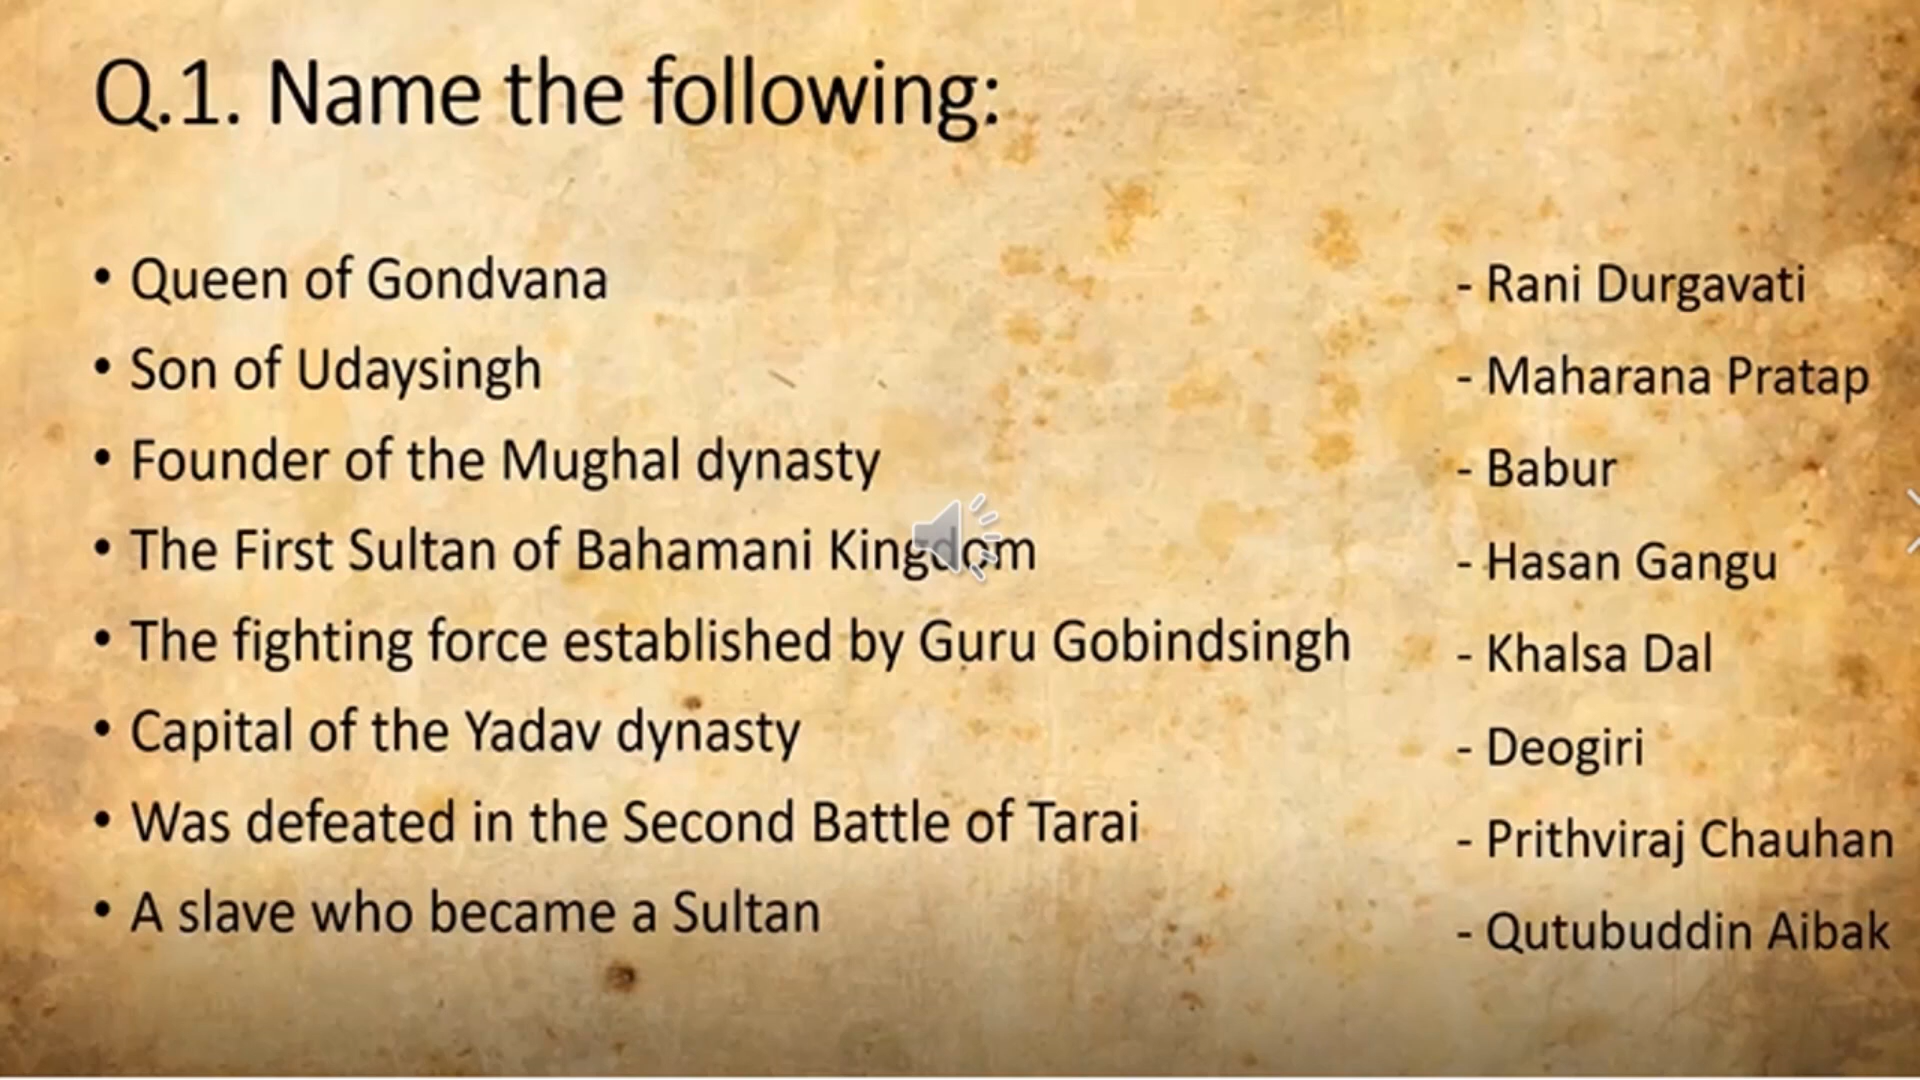 Q.1. Name the following:
• Queen of Gondvana - Rani Durgavati
• Son of Udaysingh - Maharana Pratap
• Founder of the Mughal dynasty - Babur
• The First Sultan of Bahamani Kingdom - Hasan Gangu
• The fighting force established by Guru Gobindsingh - Khalsa Dal
• Capital of the Yadav dynasty - Deogiri
• Was defeated in the Second Battle of Tarai - Prithviraj Chauhan
• A slave who became a Sultan - Qutubuddin Aibak